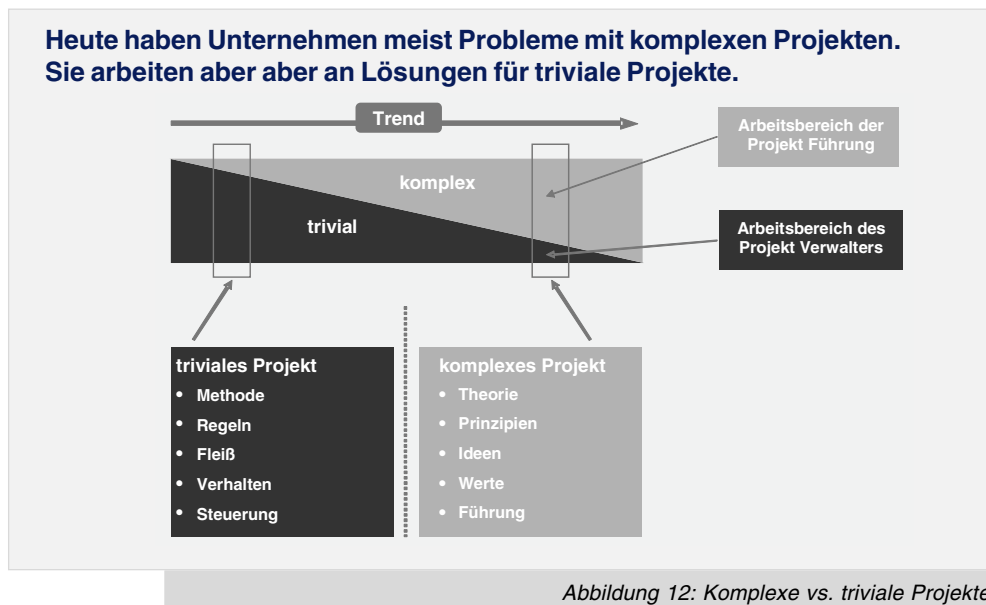 Heute haben Unternehmen meist Probleme mit komplexen Projekten.
Sie arbeiten aber aber an Lösungen für triviale Projekte.
Trend
komplex
trivial
Arbeitsbereich der
Projekt Führung
Arbeitsbereich des
Projekt Verwalters
triviales Projekt
• Methode
• Regeln
• Fleiß
• Verhalten
• Steuerung
komplexes Projekt
• Theorie
• Prinzipien
• Ideen
• Werte
• Führung
Abbildung 12: Komplexe vs. triviale Projekte